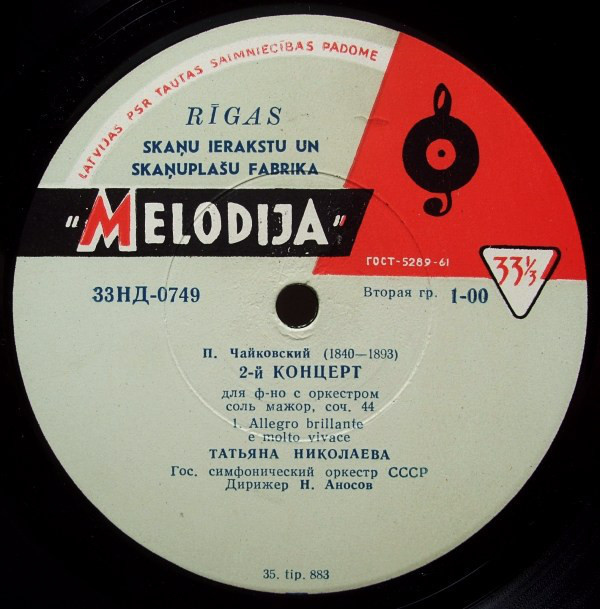 LATVIJAS PSR TAUTAS SAIMNIECĪBAS PADOME
RĪGAS
SKAŅU IERAKSTU UN
SKAŅUPLAŠU FABRIKA
"MELODIJA"
ГОСТ-5289-61
33⅓
33НД-0749
Вторая гр. 1-00
П. Чайковский (1840—1893)
2-й КОНЦЕРТ
для ф-но с оркестром
соль мажор, соч. 44
1. Allegro brillante
e molto vivace
ТАТЬЯНА НИКОЛАЕВА
Гос. симфонический оркестр СССР
Дирижер Н. Аносов
35. tip. 883